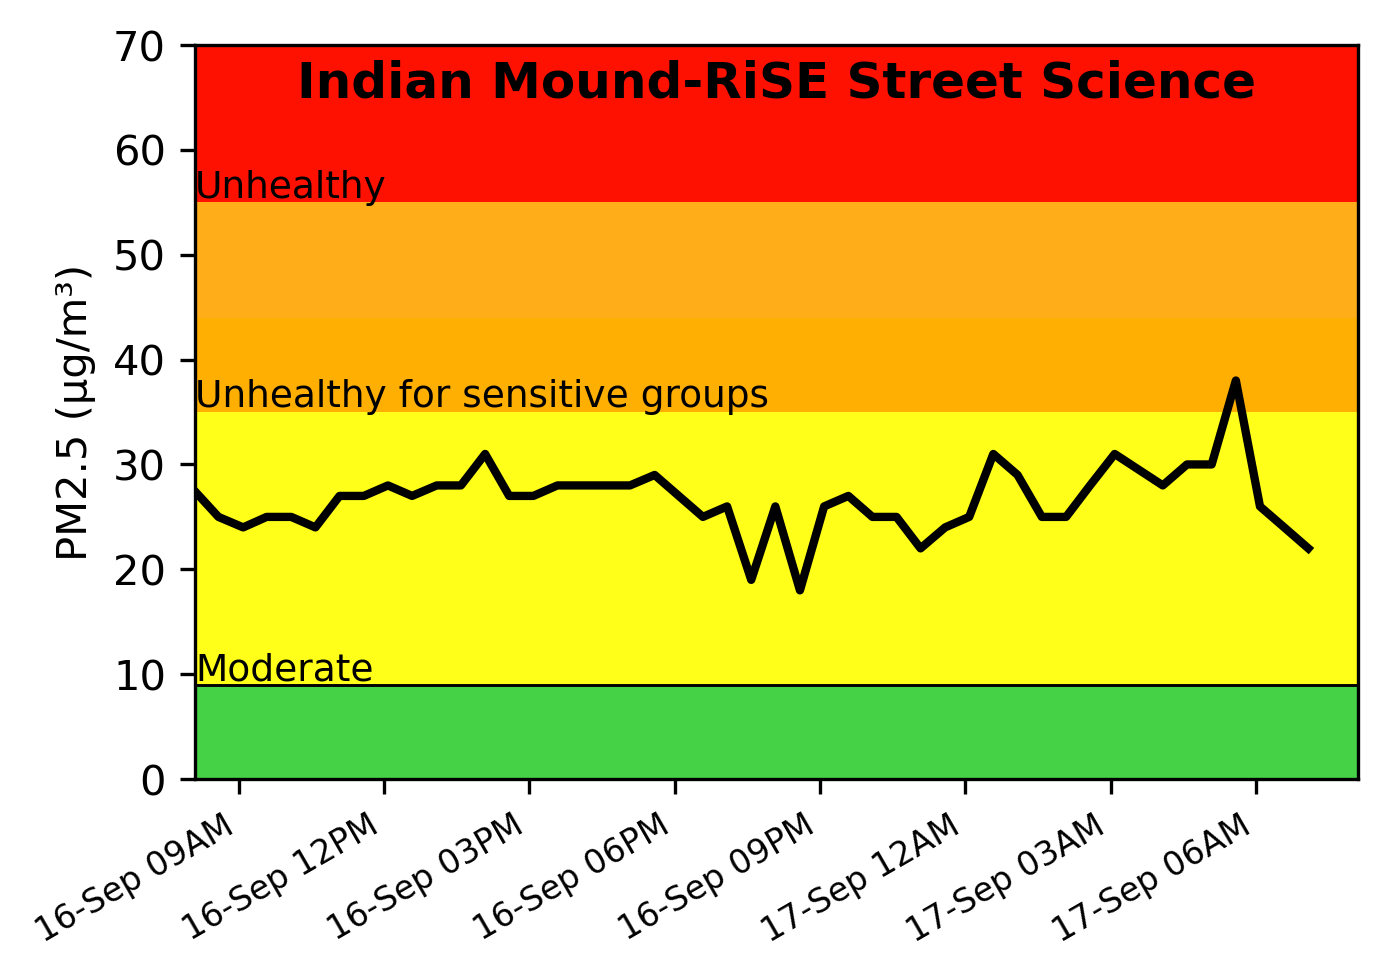 Indian Mound-RiSE Street Science
70
60
Unhealthy
50
40
Unhealthy for sensitive groups
30
20
10
Moderate
0
PM2.5 (µg/m³)
16-Sep 09AM
16-Sep 12PM
16-Sep 03PM
16-Sep 06PM
16-Sep 09PM
17-Sep 12AM
17-Sep 03AM
17-Sep 06AM